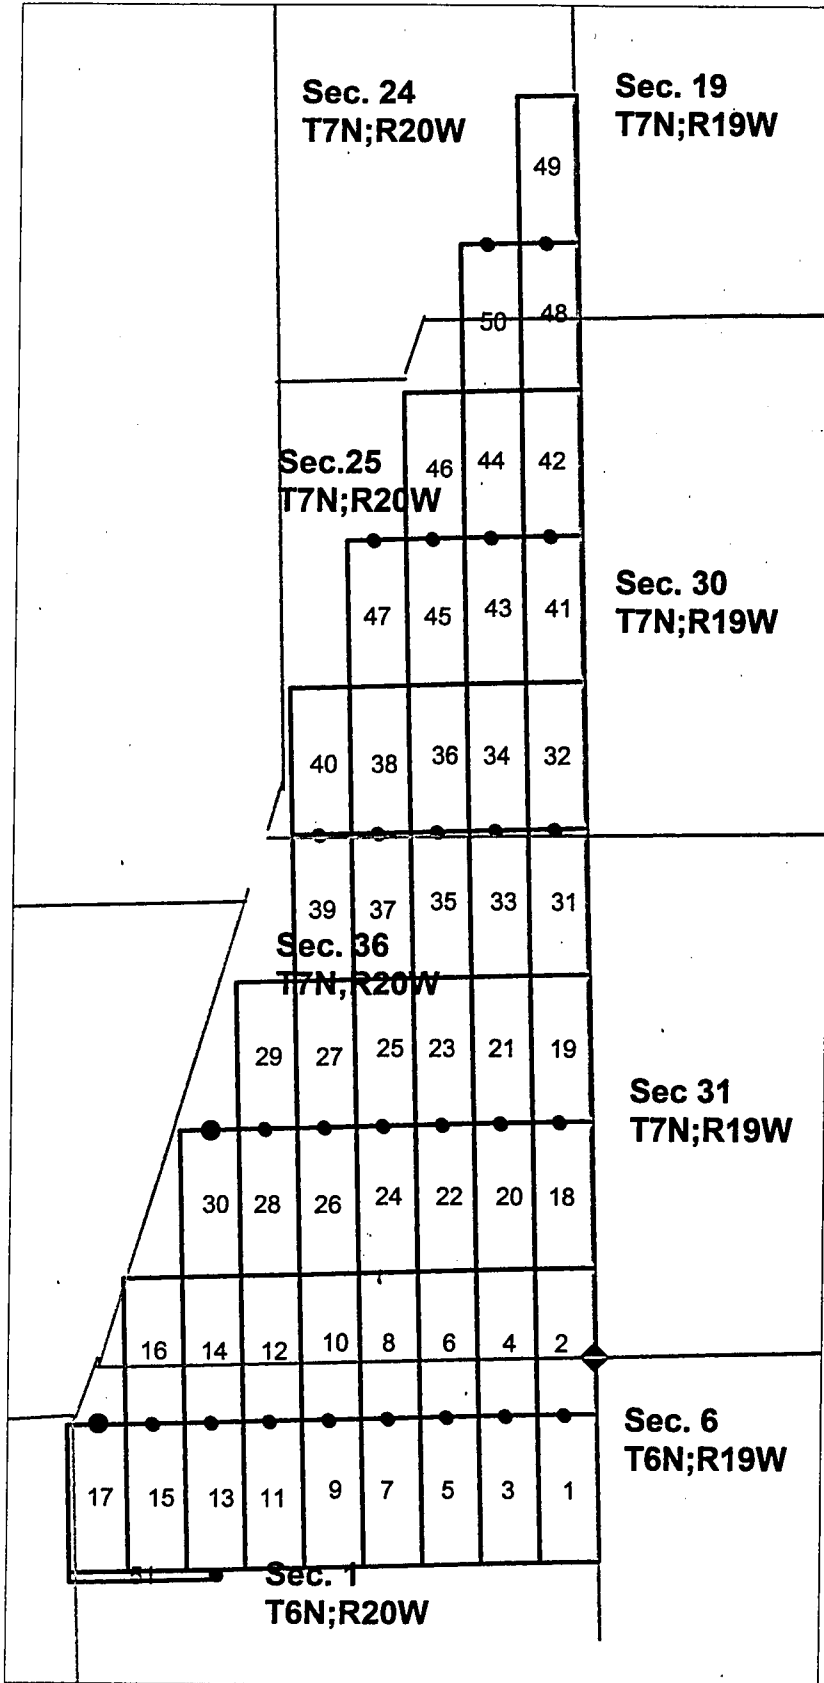 Sec. 24
T7N;R20W
Sec. 19
T7N;R19W
49
50 48
Sec.25
T7N;R20W
46 44 42
Sec. 30
T7N;R19W
47 45 43 41
40 38 36 34 32
39 37 35 33 31
Sec. 36
T7N;R20W
29 27 25 23 21 19
Sec 31
T7N;R19W
30 28 26 24 22 20 18
16 14 12 10 8 6 4 2
Sec. 6
T6N;R19W
17 15 13 11 9 7 5 3 1
51
Sec. 1
T6N;R20W